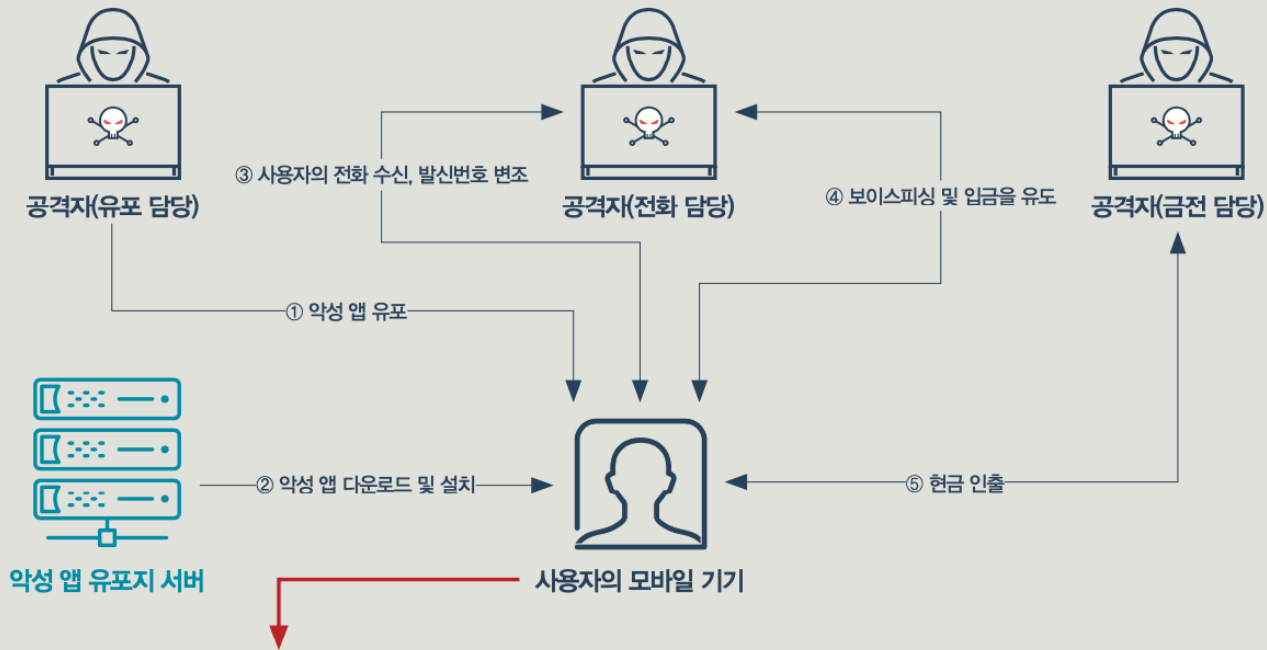 ③ 사용자의 전화 수신, 발신번호 변조
④ 보이스피싱 및 입금을 유도
공격자(유포 담당)
공격자(전화 담당)
공격자(금전 담당)
① 악성 앱 유포
② 악성 앱 다운로드 및 설치
⑤ 현금 인출
악성 앱 유포지 서버
사용자의 모바일 기기